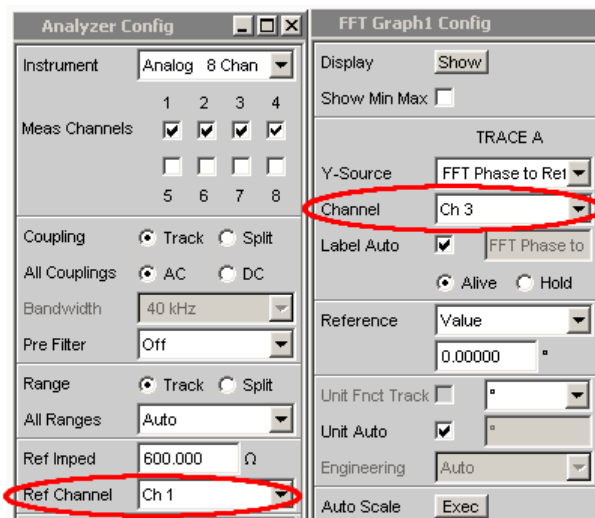 Analyzer Config
Instrument Analog 8 Chan
1 2 3 4
Meas Channels
5 6 7 8
Coupling Track Split
All Couplings AC DC
Bandwidth 40 kHz
Pre Filter Off
Range Track Split
All Ranges Auto
Ref Imped 600.000 Ω
Ref Channel Ch 1
FFT Graph1 Config
Display Show
Show Min Max
TRACE A
Y-Source FFT Phase to Ref
Channel Ch 3
Label Auto FFT Phase to
Alive Hold
Reference Value
0.00000 °
Unit Fnct Track °
Unit Auto °
Engineering Auto
Auto Scale Exec